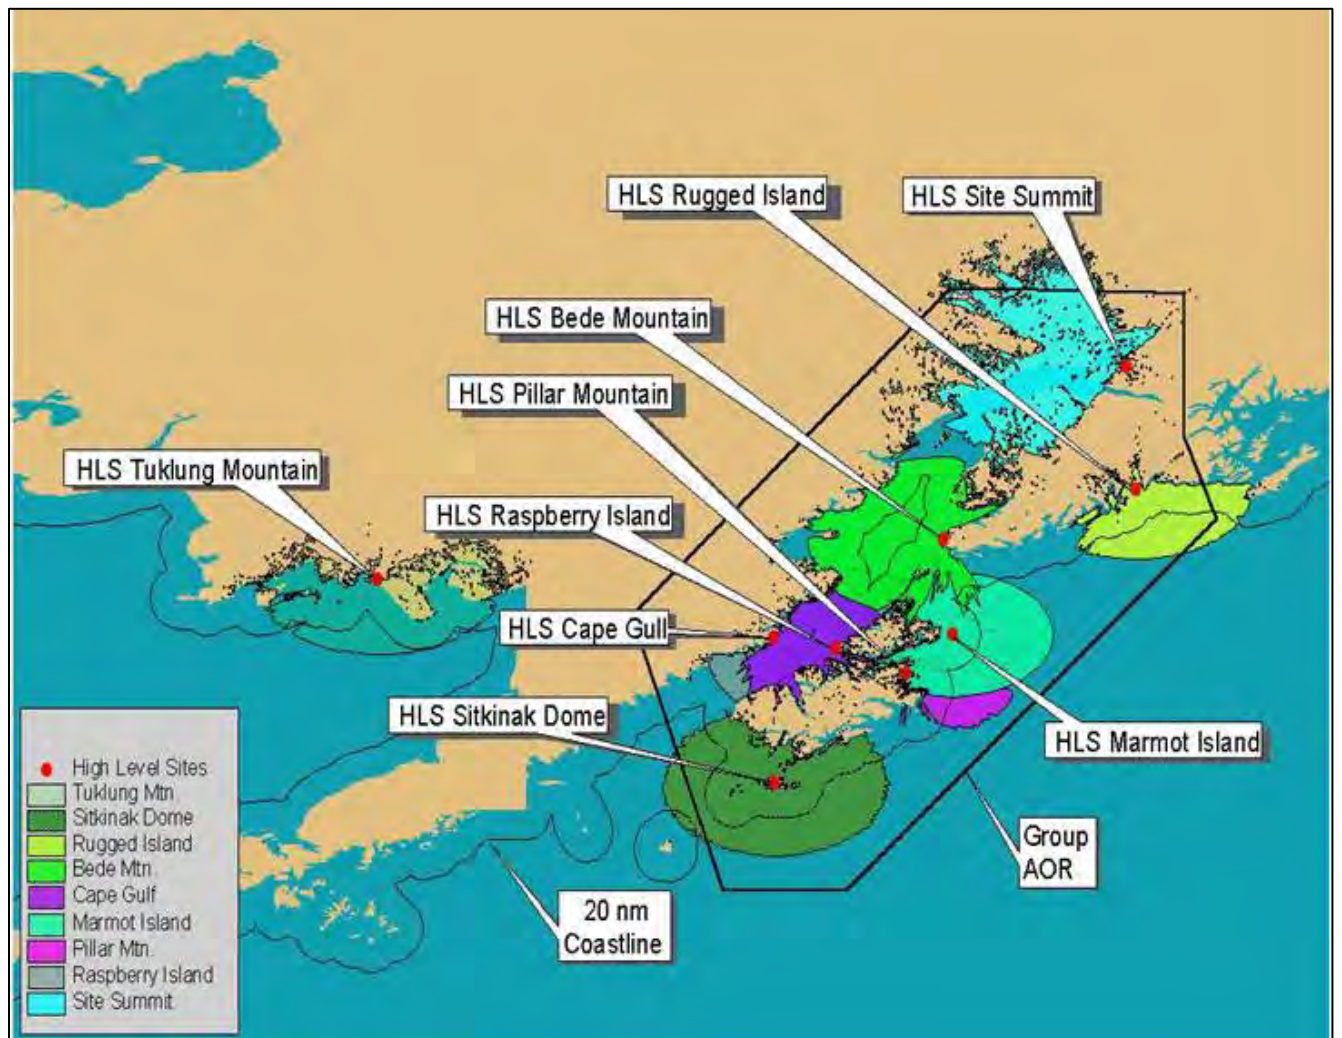 HLS Rugged Island
HLS Site Summit
HLS Bede Mountain
HLS Pillar Mountain
HLS Tuklung Mountain
HLS Raspberry Island
HLS Cape Gull
HLS Sitkinak Dome
HLS Marmot Island
Group
AOR
20 nm
Coastline
High Level Sites
Tuklung Mtn
Sitkinak Dome
Rugged Island
Bede Mtn.
Cape Gulf
Marmot Island
Pillar Mtn.
Raspberry Island
Site Summit